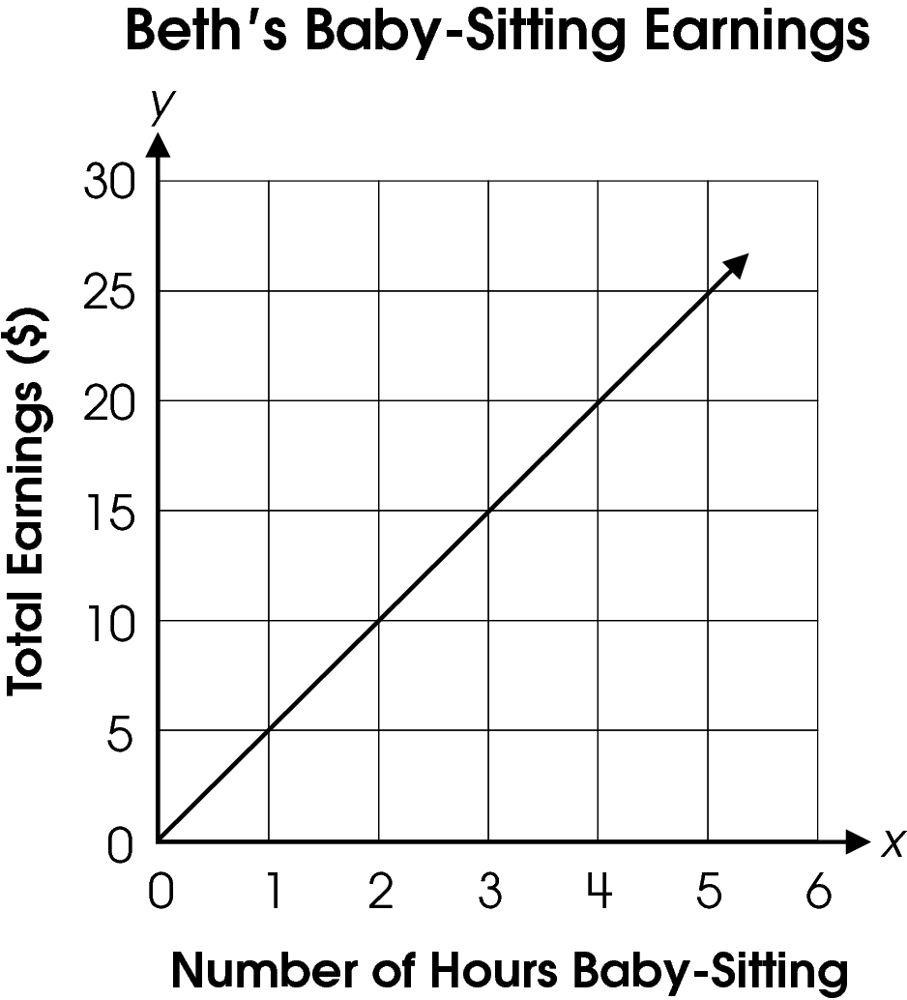 Beth's Baby-Sitting Earnings
y
30
25
20
15
10
5
0
Total Earnings ($)
0 1 2 3 4 5 6
x
Number of Hours Baby-Sitting